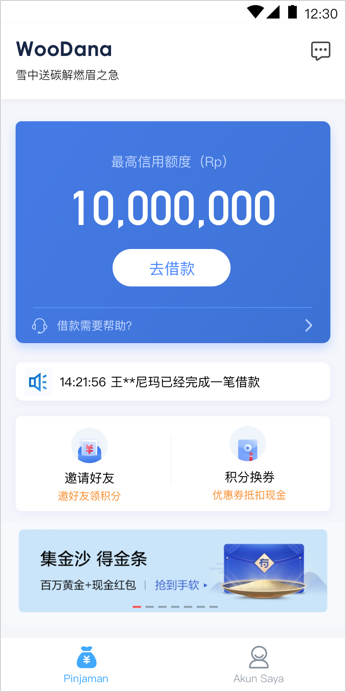 12:30
WooDana
雪中送碳解燃眉之急
最高信用额度（Rp）
10,000,000
去借款
借款需要帮助?
14:21:56 王**尼玛已经完成一笔借款
邀请好友
邀好友领积分
积分换券
优惠券抵扣现金
集金沙 得金条
百万黄金+现金红包 | 抢到手软
Pinjaman
Akun Saya